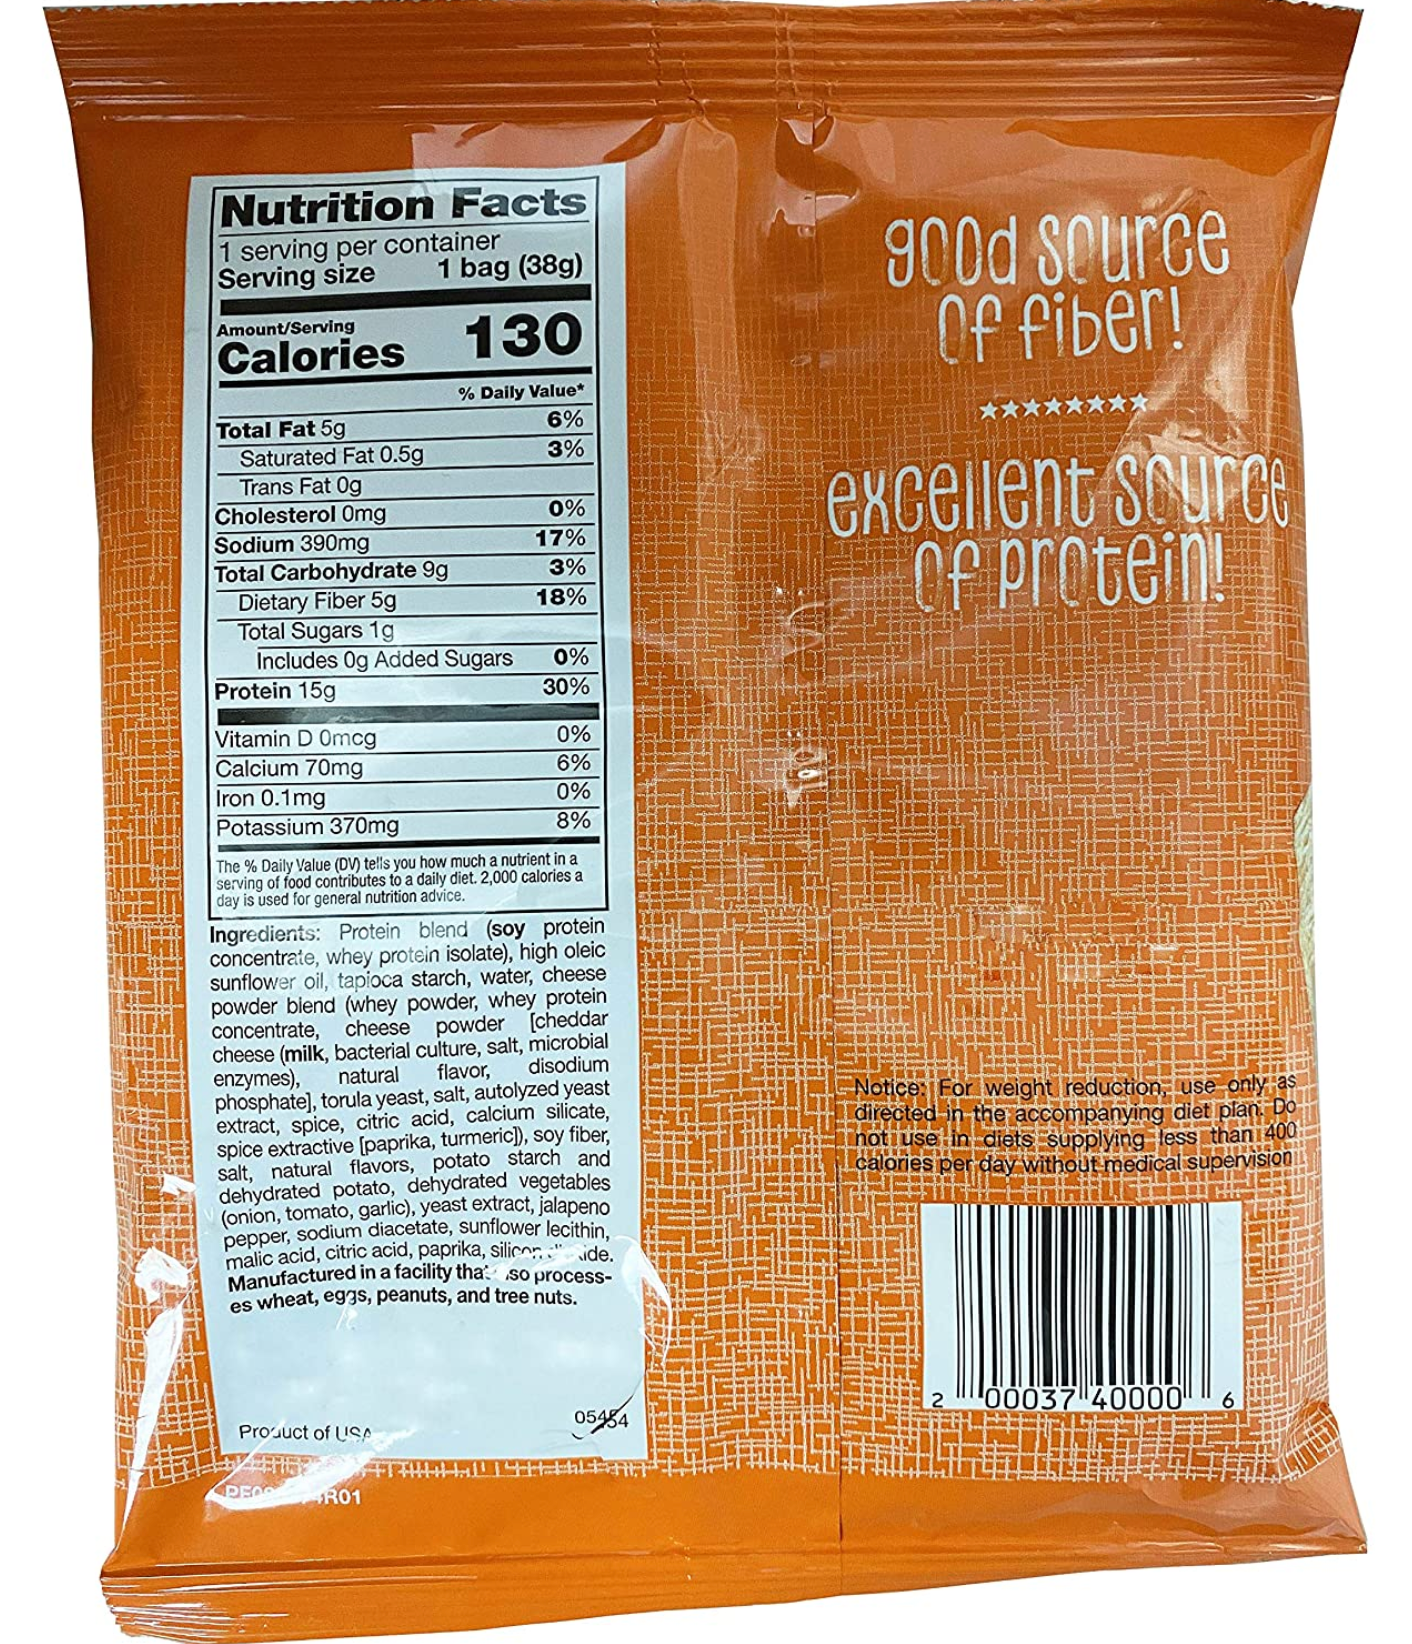 Nutrition Facts
1 serving per container
Serving size 1 bag (38g)
Amount/Serving
Calories 130
% Daily Value*
Total Fat 5g 6%
Saturated Fat 0.5g 3%
Trans Fat 0g
Cholesterol 0mg 0%
Sodium 390mg 17%
Total Carbohydrate 9g 3%
Dietary Fiber 5g 18%
Total Sugars 1g
Includes 0g Added Sugars 0%
Protein 15g 30%
Vitamin D 0mcg 0%
Calcium 70mg 6%
Iron 0.1mg 0%
Potassium 370mg 8%
The % Daily Value (DV) tells you how much a nutrient in a
serving of food contributes to a daily diet. 2,000 calories a
day is used for general nutrition advice.
Ingredients: Protein blend (soy protein
concentrate, whey protein isolate), high oleic
sunflower oil, tapioca starch, water, cheese
powder blend (whey powder, whey protein
concentrate, cheese powder [cheddar
cheese (milk, bacterial culture, salt, microbial
enzymes), natural flavor, disodium
phosphate], torula yeast, salt, autolyzed yeast
extract, spice, citric acid, calcium silicate,
spice extractive [paprika, turmeric]), soy fiber,
salt, natural flavors, potato starch and
dehydrated potato, dehydrated vegetables
(onion, tomato, garlic), yeast extract, jalapeno
pepper, sodium diacetate, sunflower lecithin,
malic acid, citric acid, paprika, silicon
Manufactured in a facility that process-
es wheat, eggs, peanuts, and tree nuts.
Product of USA
good source
of fiber!
excellent source
of protein!
Notice: For weight reduction, use only as
directed in the accompanying diet plan. Do
not use in diets supplying less than 400
calories per day without medical supervision
2 00037 40000 6